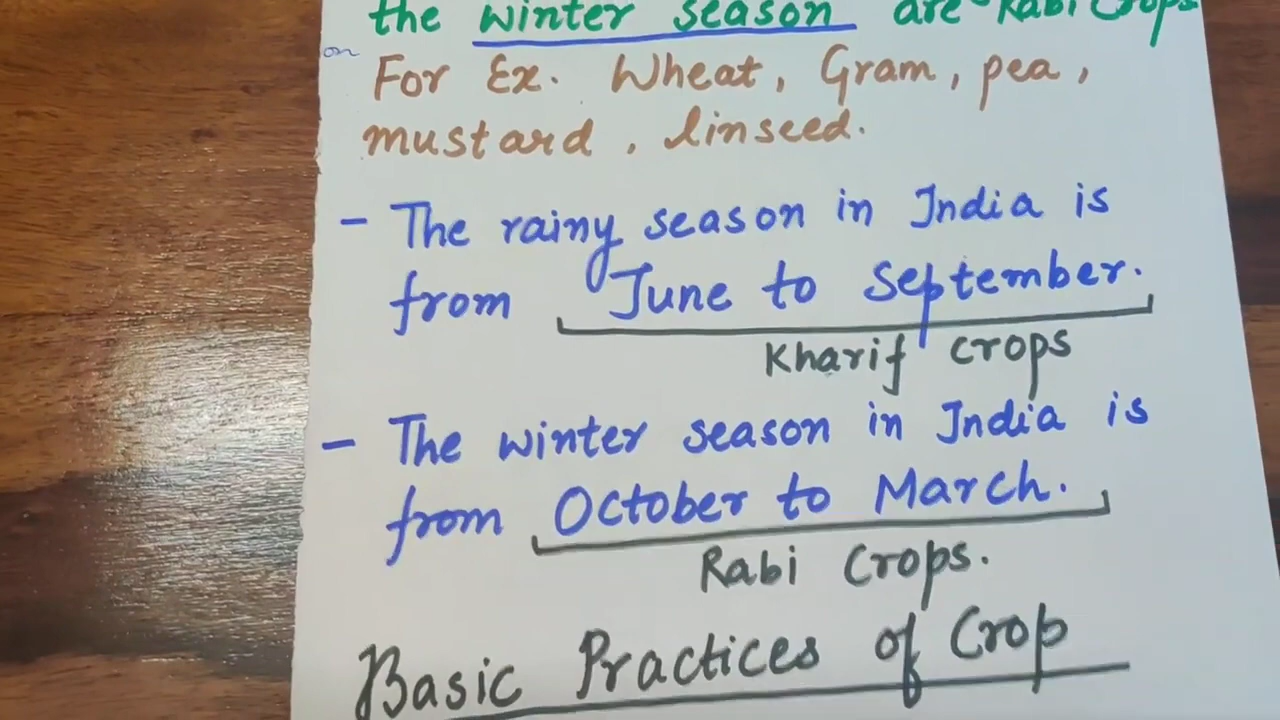 the winter season are Rabi Crops
on
For Ex. Wheat, Gram, pea,
mustard, linseed.
- The rainy season in India is
from June to September.
Kharif crops
- The winter season in India is
from October to March.
Rabi Crops.
Basic Practices of Crop